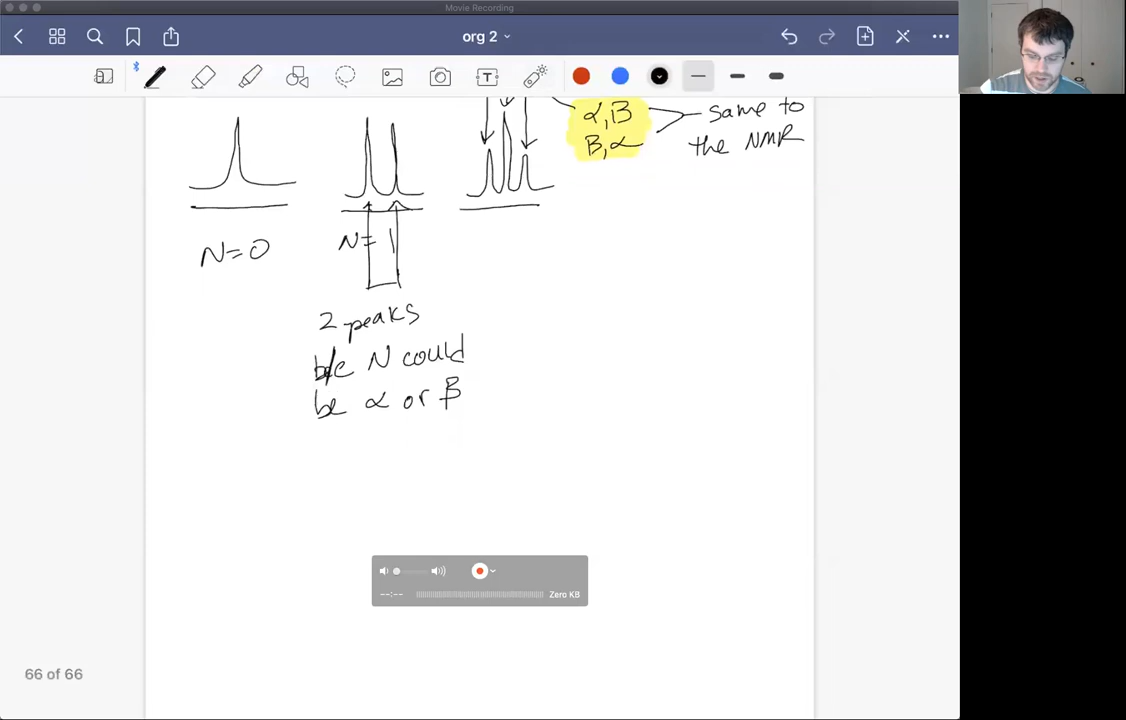 Movie Recording
org 2
α, B
B, α
same to
the NMR
N=0
N=1
2 peaks
b/c N could
be α or β
--:--
Zero KB
66 of 66